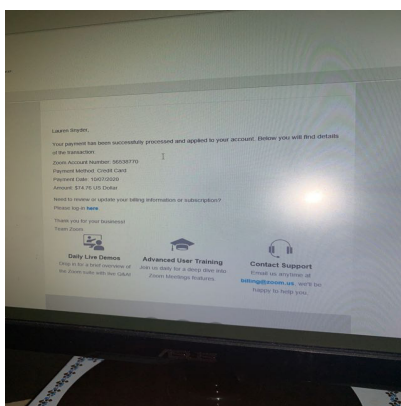 Lauren Snyder,
Your payment has been successfully processed and applied to your account. Below you will find details
of the transaction:
Payment Method: Credit Card
Payment Date: 10/07/2020
Amount: $74.76 US Dollar
Need to review or update your billing information or subscription?
Please log-in here
Thank you for your business!
Team Zoom
Daily Live Demos
Advanced User Training
Join us daily for a deep dive into
Zoom Meetings features.
Contact Support
Email us anytime at
billing@zoom.us, we'll be
happy to help you.
ASUS